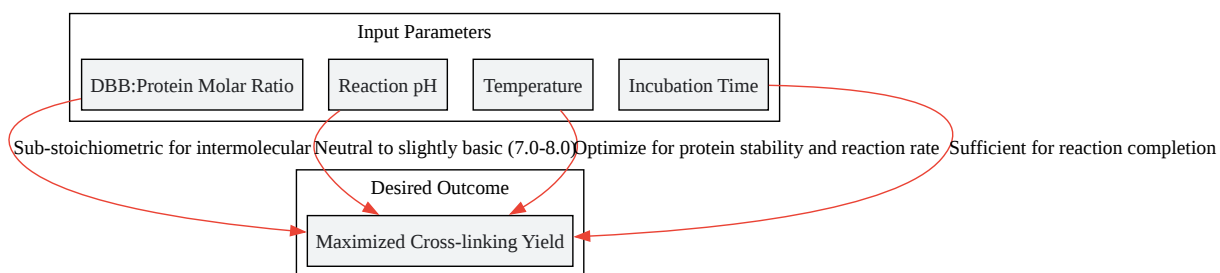 Input Parameters
DBB:Protein Molar Ratio
Reaction pH
Temperature
Incubation Time
Sub-stoichiometric for intermolecular
Neutral to slightly basic (7.0-8.0)
Optimize for protein stability and reaction rate
Sufficient for reaction completion
Desired Outcome
Maximized Cross-linking Yield